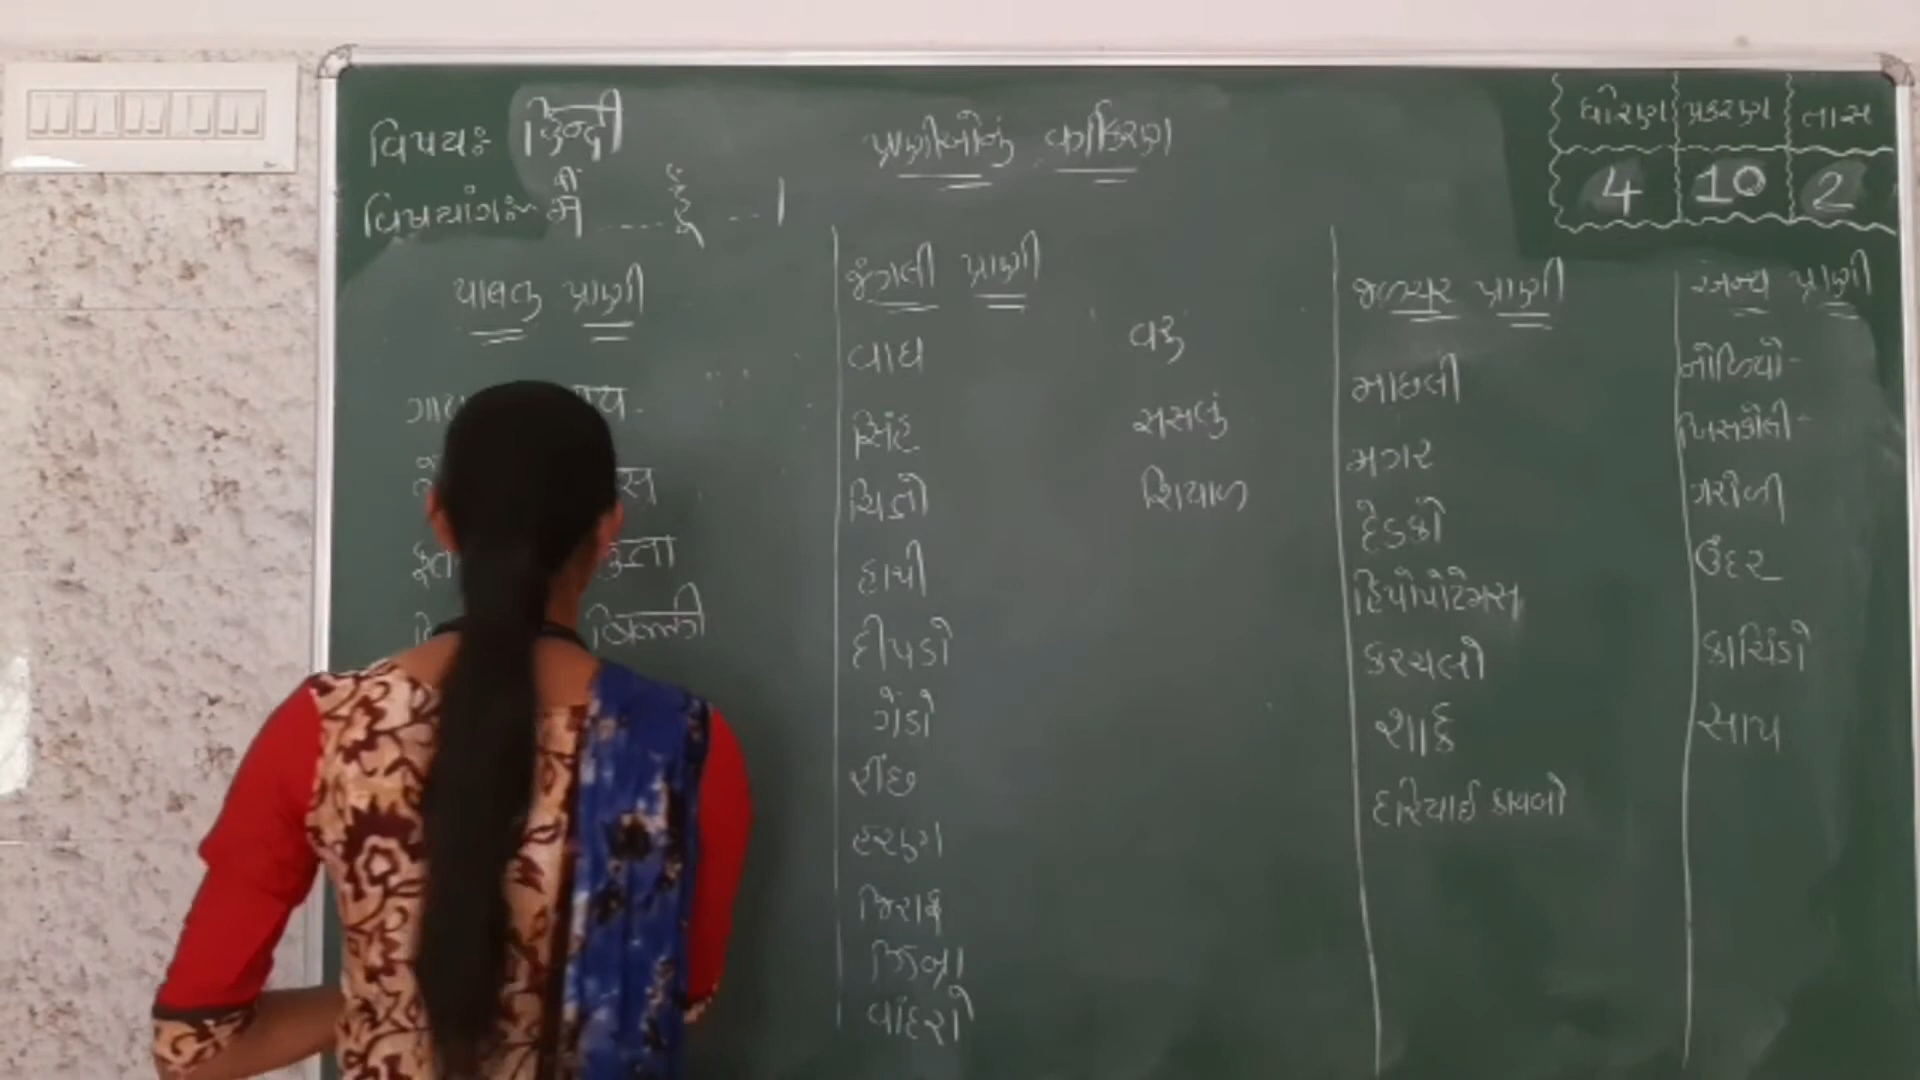 વિષયઃ हिन्दी
વિષયાંગઃ मैं .... हूँ ...।
પ્રાણીઓનું વર્ગીકરણ
ધોરણ પ્રકરણ તાસ
4 10 2
પાલતુ પ્રાણી
ગાય
कुत्ता
बिल्ली
જંગલી પ્રાણી
વાઘ
સિંહ
ચિત્તો
હાથી
દીપડો
ગેંડો
રીંછ
હરણ
જિરાફ
ઝિબ્રા
વાંદરો
વરુ
સસલું
શિયાળ
જળચર પ્રાણી
માછલી
મગર
દેડકો
હિપોપોટેમસ
કરચલો
શાર્ક
દરિયાઈ કાચબો
અન્ય પ્રાણી
નોળિયો-
ખિસકોલી-
ગરોળી
ઉંદર
કાચિંડો
સાપ